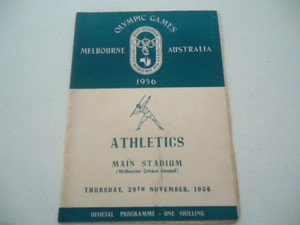 OLYMPIC GAMES
MELBOURNE AUSTRALIA
1956
ATHLETICS
MAIN STADIUM
(Melbourne Cricket Ground)
THURSDAY, 29TH NOVEMBER, 1956
OFFICIAL PROGRAMME - ONE SHILLING